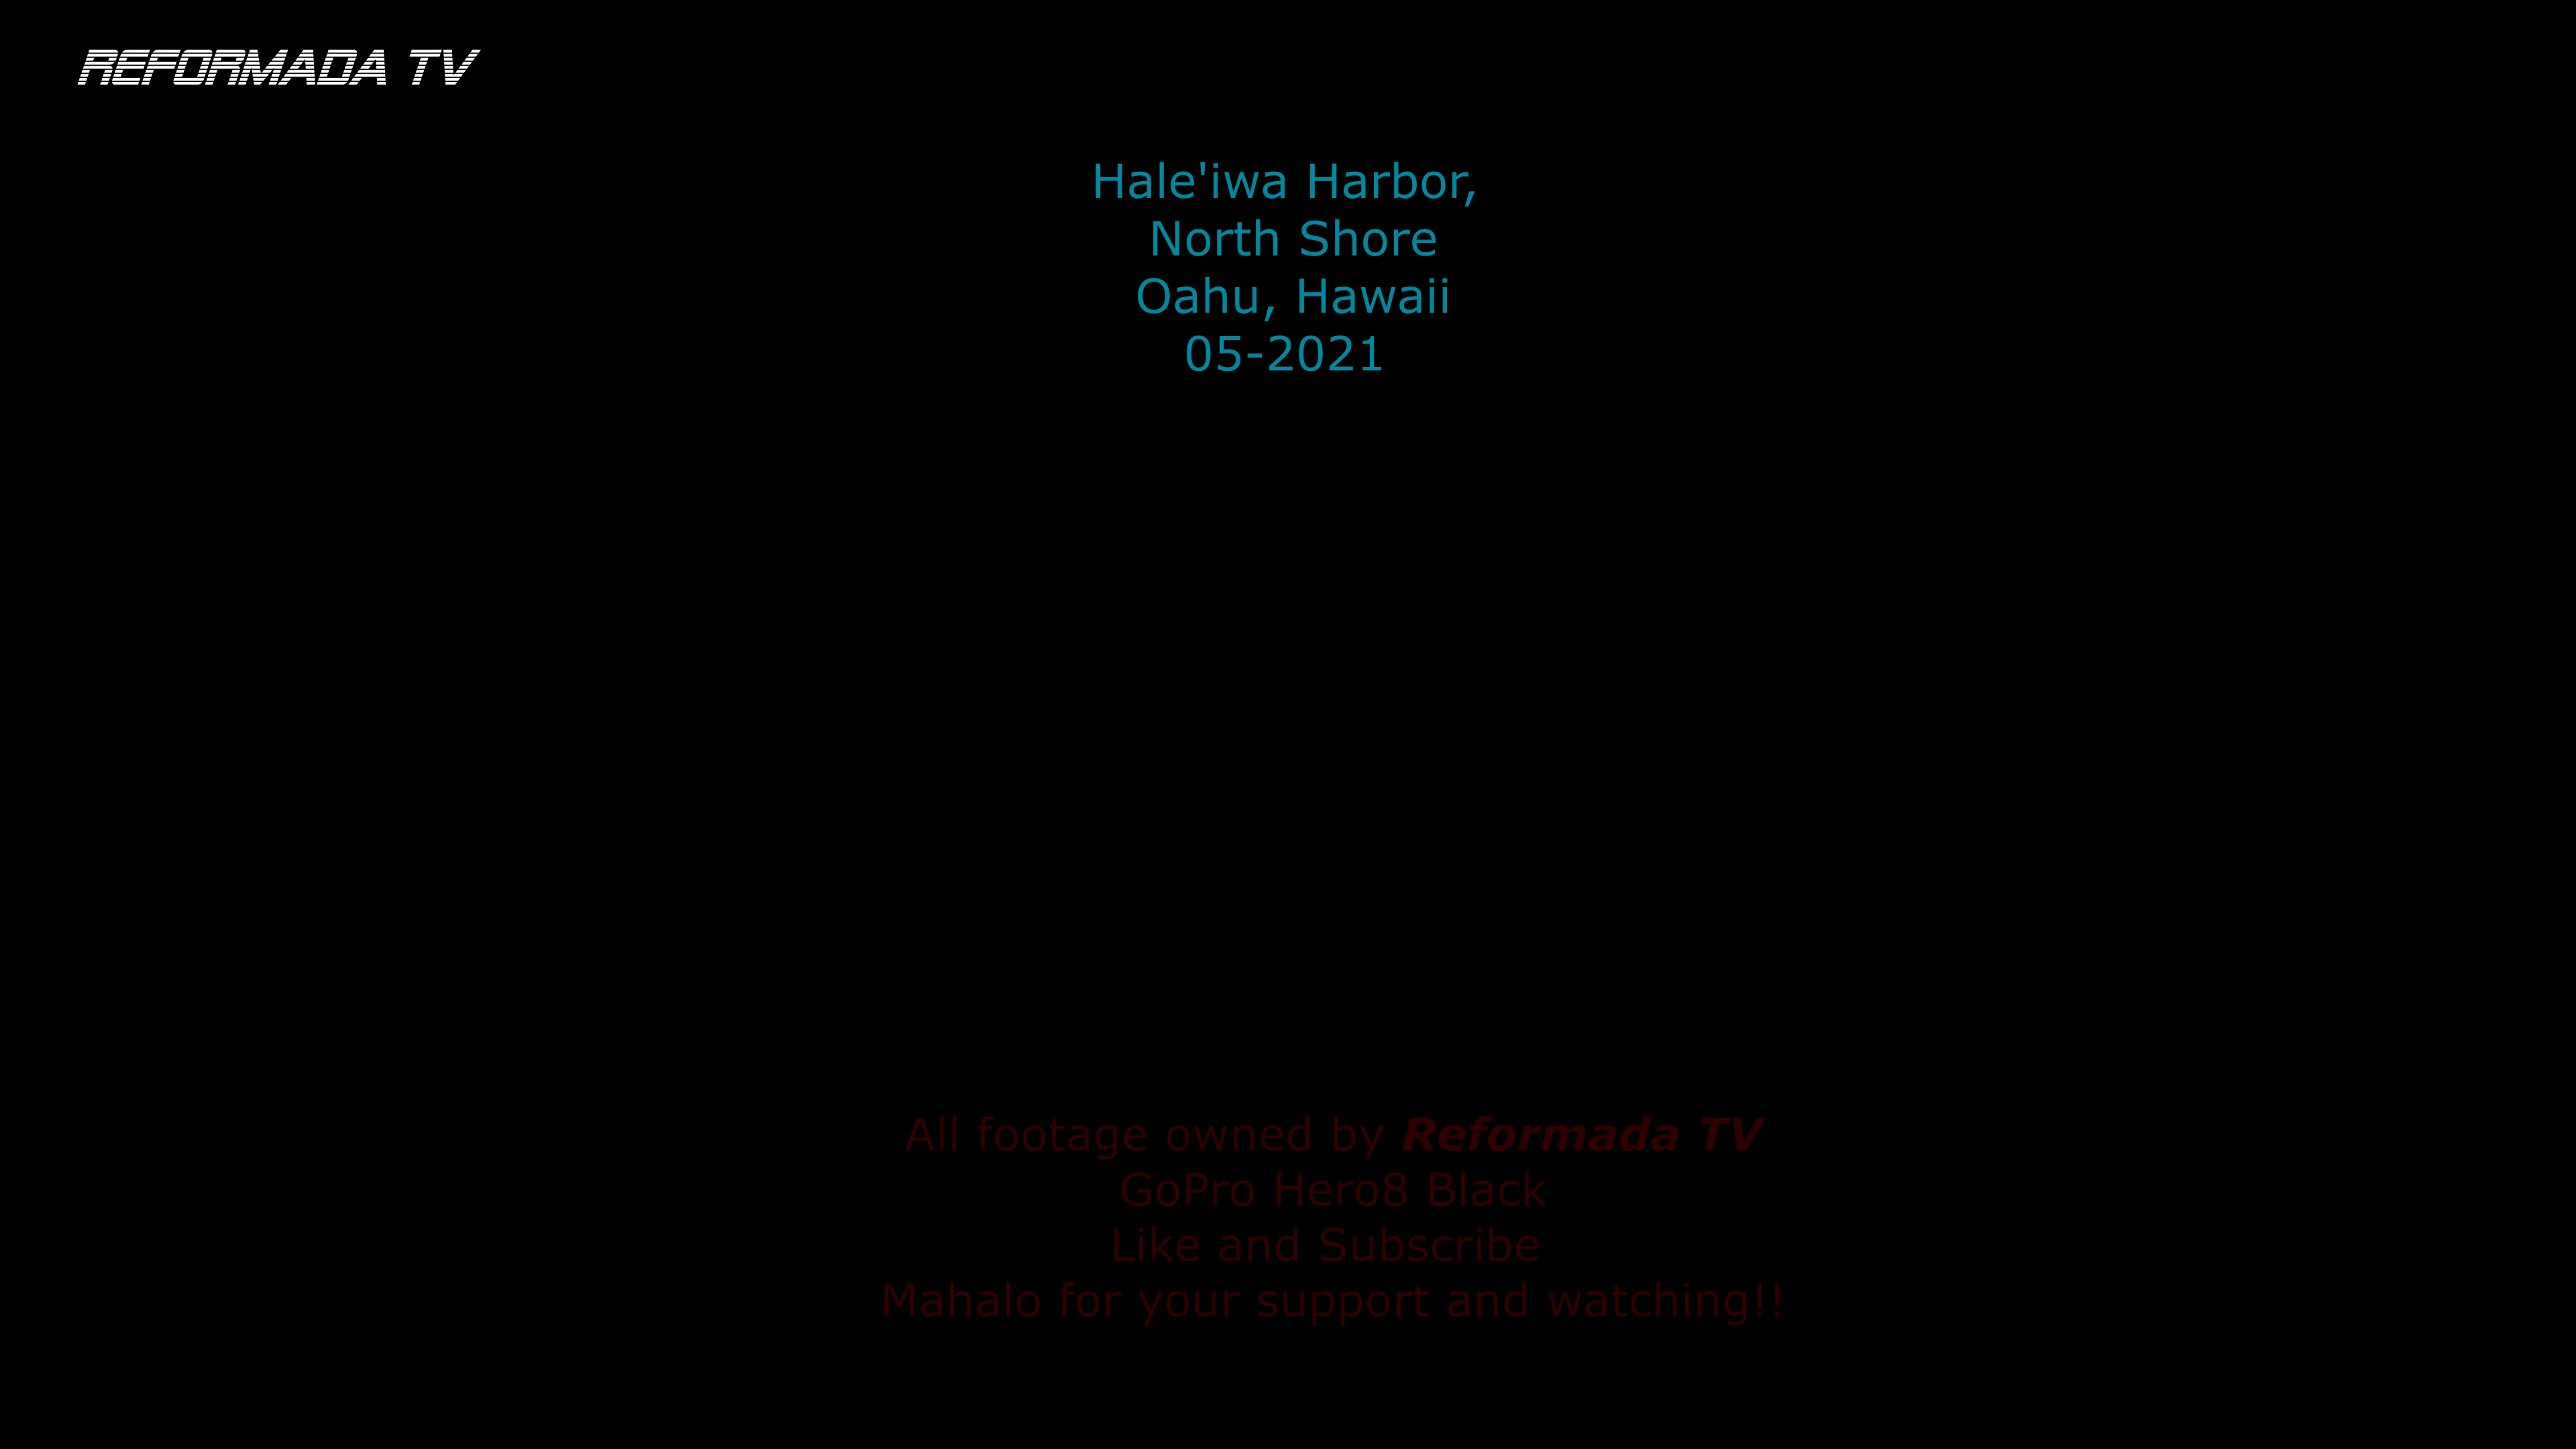 REFORMADA TV
Hale'iwa Harbor,
North Shore
Oahu, Hawaii
05-2021
All footage owned by Reformada TV
GoPro Hero8 Black
Like and Subscribe
Mahalo for your support and watching!!